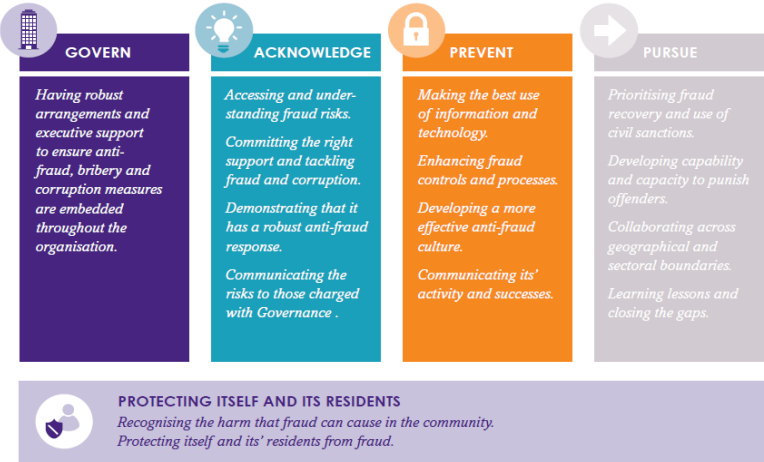 GOVERN
Having robust
arrangements and
executive support
to ensure anti-
fraud, bribery and
corruption measures
are embedded
throughout the
organisation.
ACKNOWLEDGE
Accessing and under-
standing fraud risks.
Committing the right
support and tackling
fraud and corruption.
Demonstrating that it
has a robust anti-fraud
response.
Communicating the
risks to those charged
with Governance .
PREVENT
Making the best use
of information and
technology.
Enhancing fraud
controls and processes.
Developing a more
effective anti-fraud
culture.
Communicating its’
activity and successes.
PURSUE
Prioritising fraud
recovery and use of
civil sanctions.
Developing capability
and capacity to punish
offenders.
Collaborating across
geographical and
sectoral boundaries.
Learning lessons and
closing the gaps.
PROTECTING ITSELF AND ITS RESIDENTS
Recognising the harm that fraud can cause in the community.
Protecting itself and its’ residents from fraud.